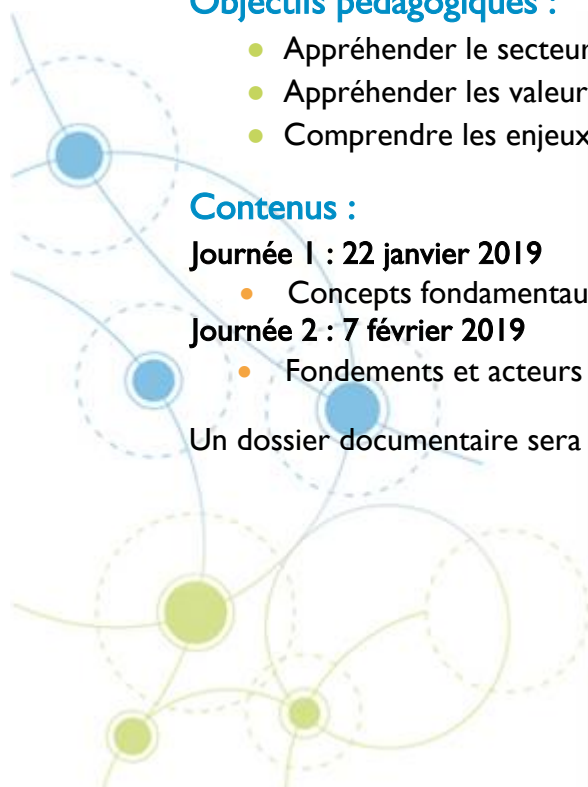 Objectifs pédagogiques :
• Appréhender le secteur
• Appréhender les valeur
• Comprendre les enjeux
Contenus :
Journée 1 : 22 janvier 2019
• Concepts fondamentau
Journée 2 : 7 février 2019
• Fondements et acteurs
Un dossier documentaire sera